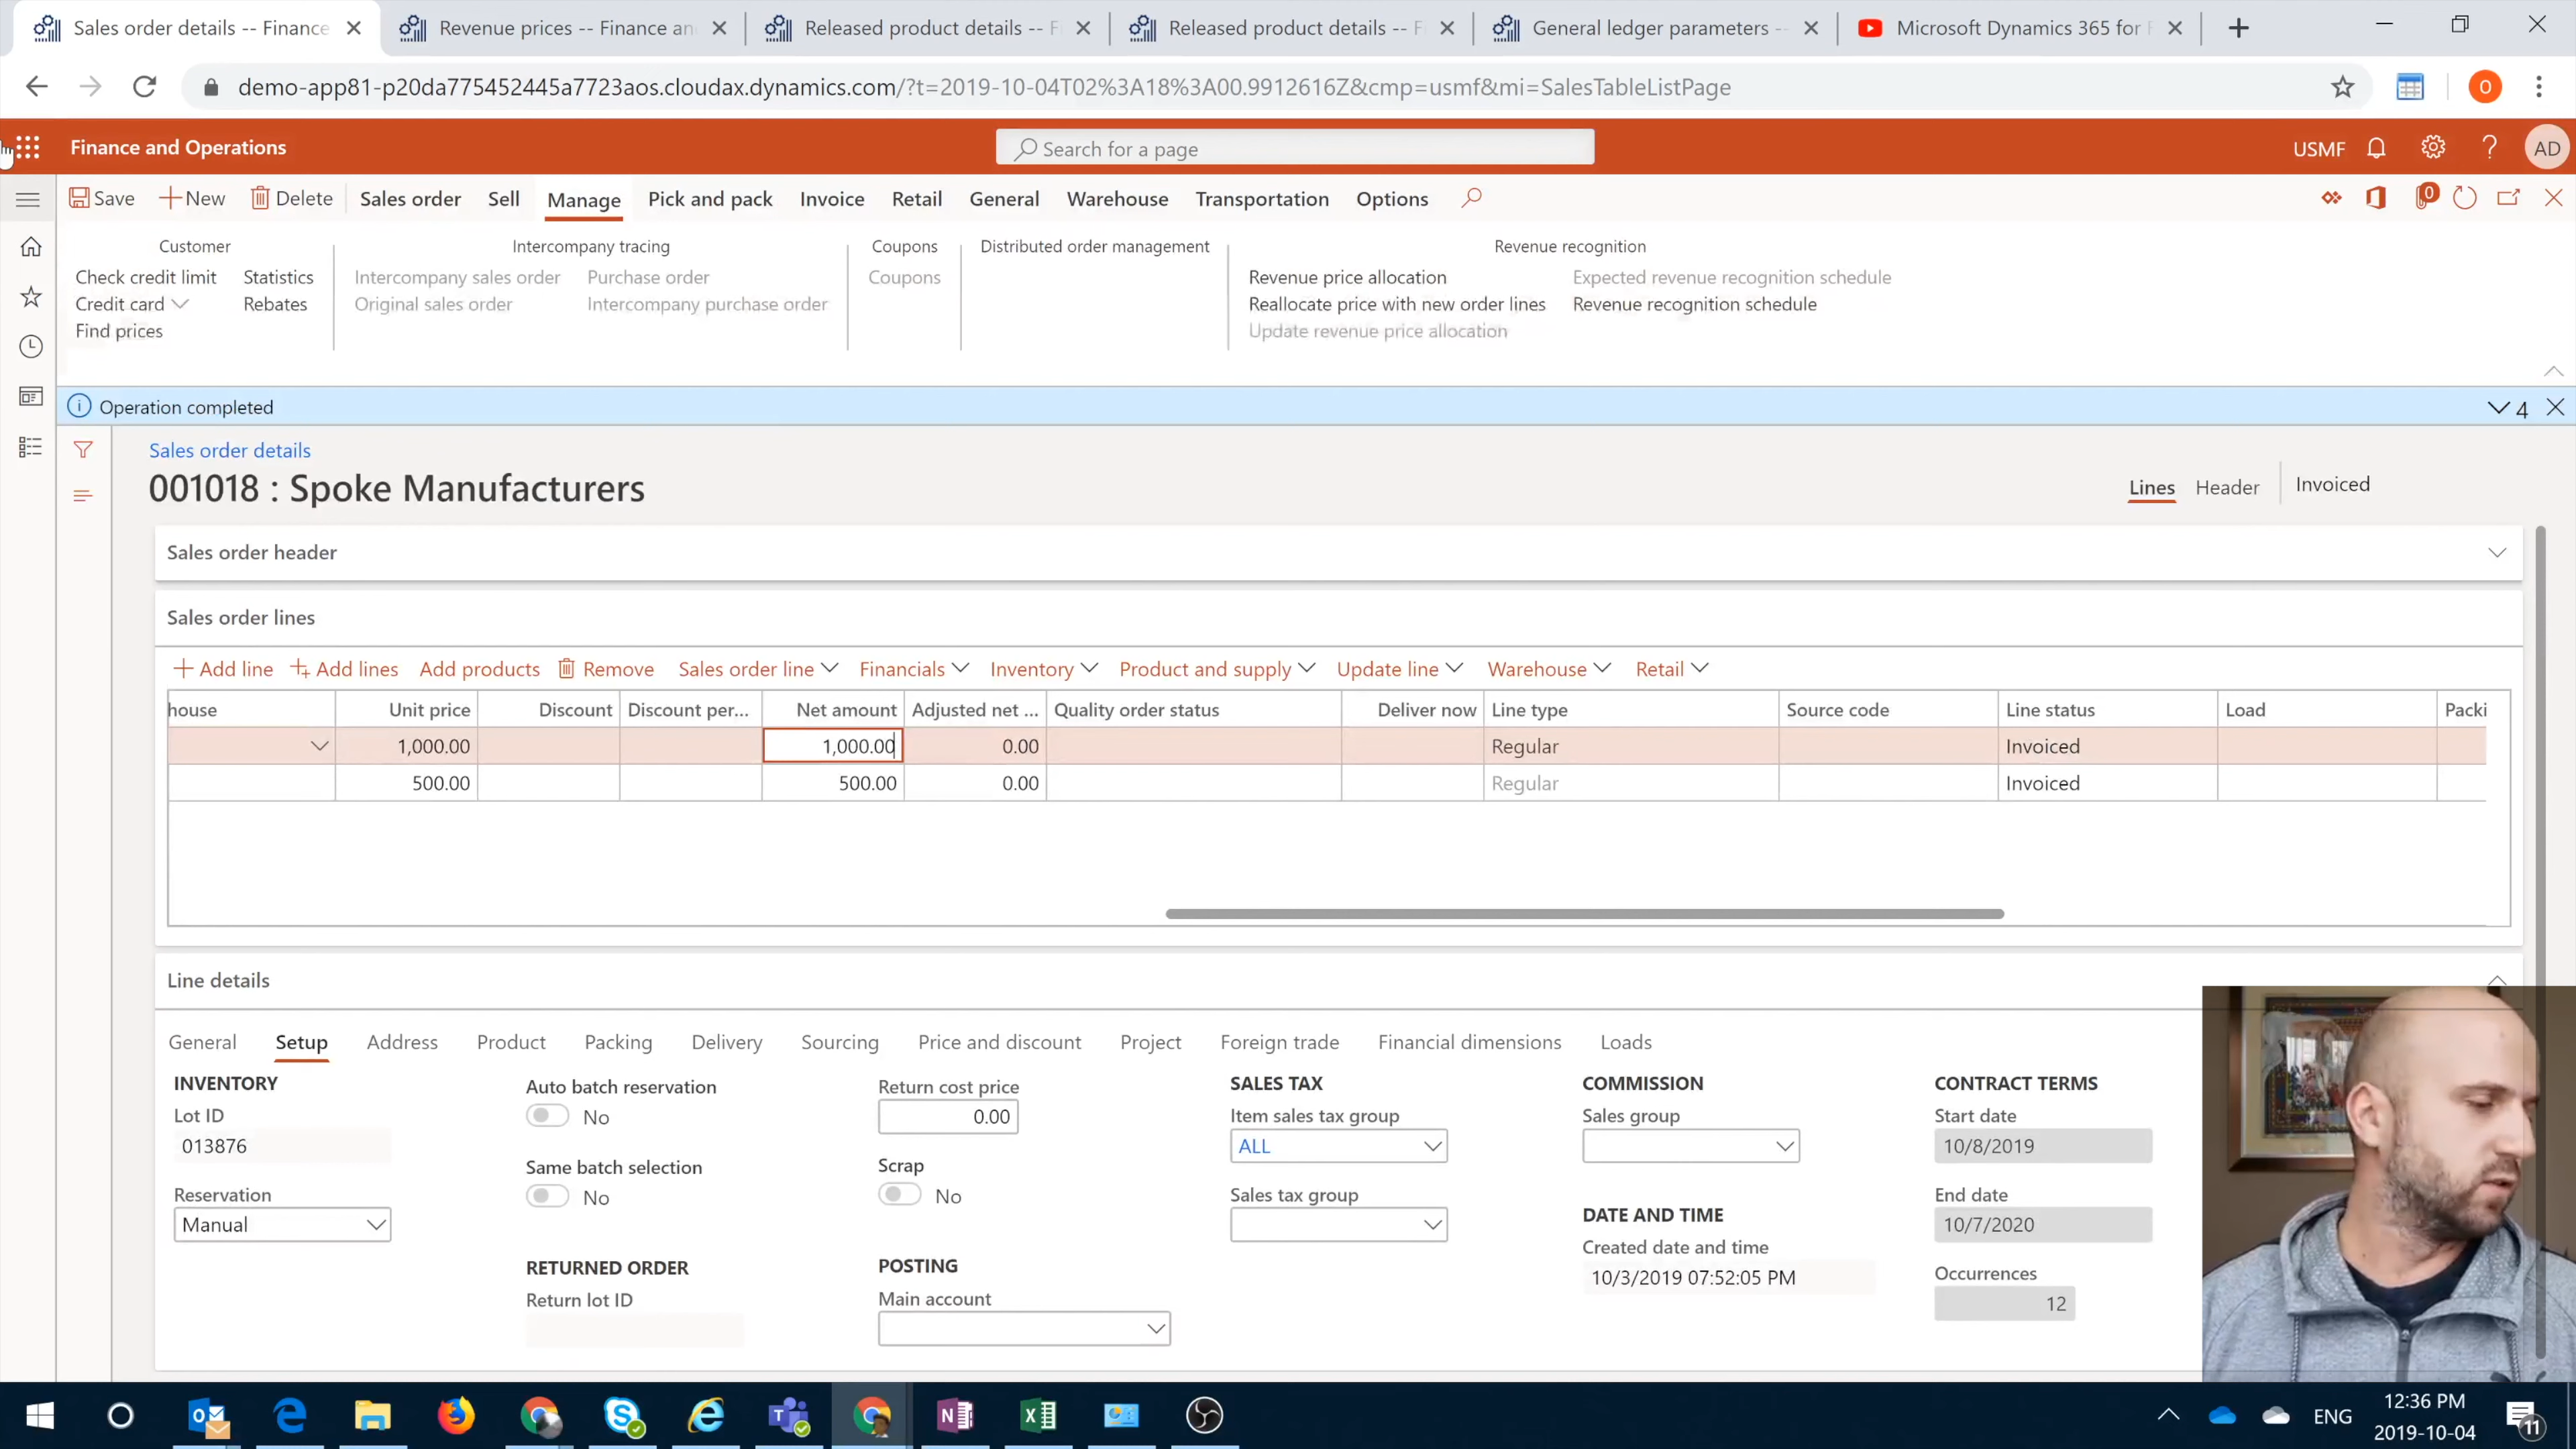 Sales order details -- Finance
Revenue prices -- Finance an
Released product details -- F
Released product details -- F
General ledger parameters --
Microsoft Dynamics 365 for F
demo-app81-p20da775452445a7723aos.cloudax.dynamics.com/?t=2019-10-04T02%3A18%3A00.9912616Z&cmp=usmf&mi=SalesTableListPage
O
Finance and Operations
Search for a page
USMF
?
AD
Save
New
Delete
Sales order
Sell
Manage
Pick and pack
Invoice
Retail
General
Warehouse
Transportation
Options
0
Customer
Check credit limit
Credit card
Find prices
Statistics
Rebates
Intercompany tracing
Intercompany sales order
Original sales order
Purchase order
Intercompany purchase order
Coupons
Coupons
Distributed order management
Revenue recognition
Revenue price allocation
Reallocate price with new order lines
Update revenue price allocation
Expected revenue recognition schedule
Revenue recognition schedule
Operation completed
4
Sales order details
001018 : Spoke Manufacturers
Lines
Header
Invoiced
Sales order header
Sales order lines
Add line
Add lines
Add products
Remove
Sales order line
Financials
Inventory
Product and supply
Update line
Warehouse
Retail
house Unit price Discount Discount per... Net amount Adjusted net ... Quality order status Deliver now Line type Source code Line status Load Packi
1,000.00 1,000.00 0.00 Regular Invoiced
500.00 500.00 0.00 Regular Invoiced
Line details
General Setup Address Product Packing Delivery Sourcing Price and discount Project Foreign trade Financial dimensions Loads
INVENTORY
Lot ID
013876
Reservation
Manual
Auto batch reservation
No
Same batch selection
No
RETURNED ORDER
Return lot ID
Return cost price
0.00
Scrap
No
POSTING
Main account
SALES TAX
Item sales tax group
ALL
Sales tax group
COMMISSION
Sales group
DATE AND TIME
Created date and time
10/3/2019 07:52:05 PM
CONTRACT TERMS
Start date
10/8/2019
End date
10/7/2020
Occurrences
12
ENG
12:36 PM
2019-10-04
11